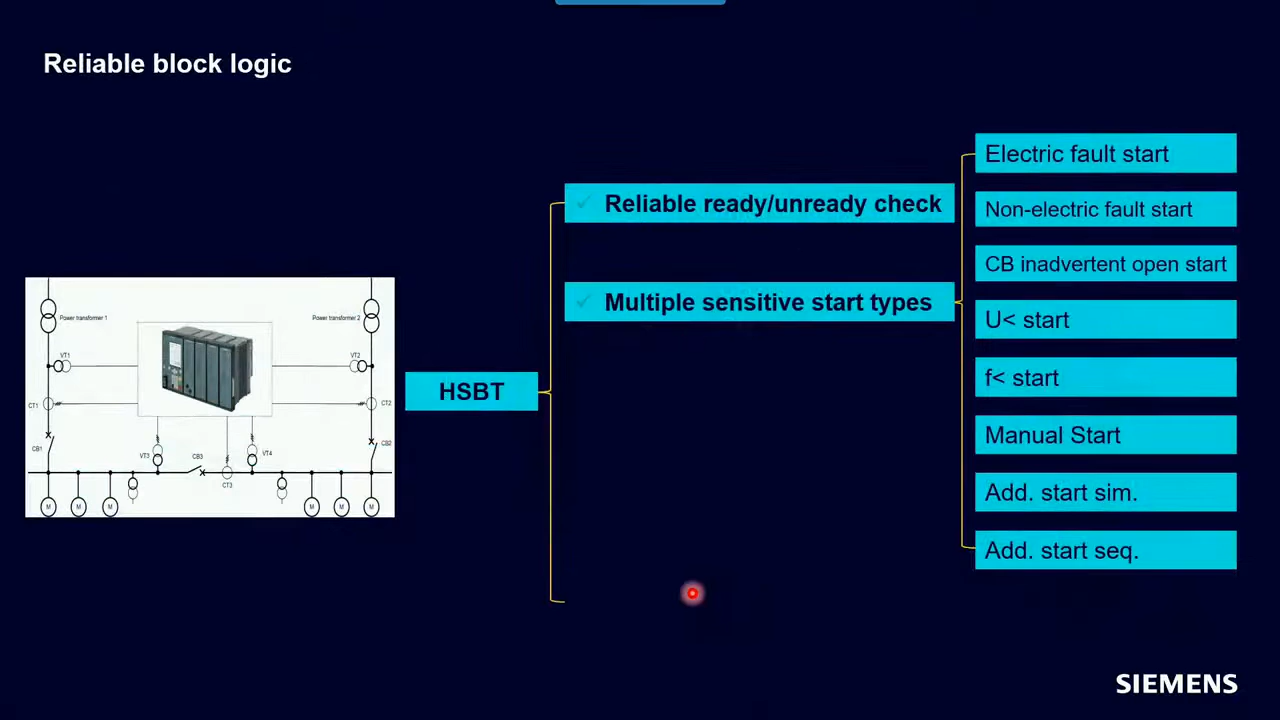 Reliable block logic
Electric fault start
Reliable ready/unready check
Non-electric fault start
CB inadvertent open start
Multiple sensitive start types
U< start
f< start
HSBT
Manual Start
Add. start sim.
Add. start seq.
Power transformer 1
Power transformer 2
VT1
VT2
CT1
CT2
CB1
CB2
VT3
CB3
VT4
CT3
M
M
M
M
M
M
SIEMENS